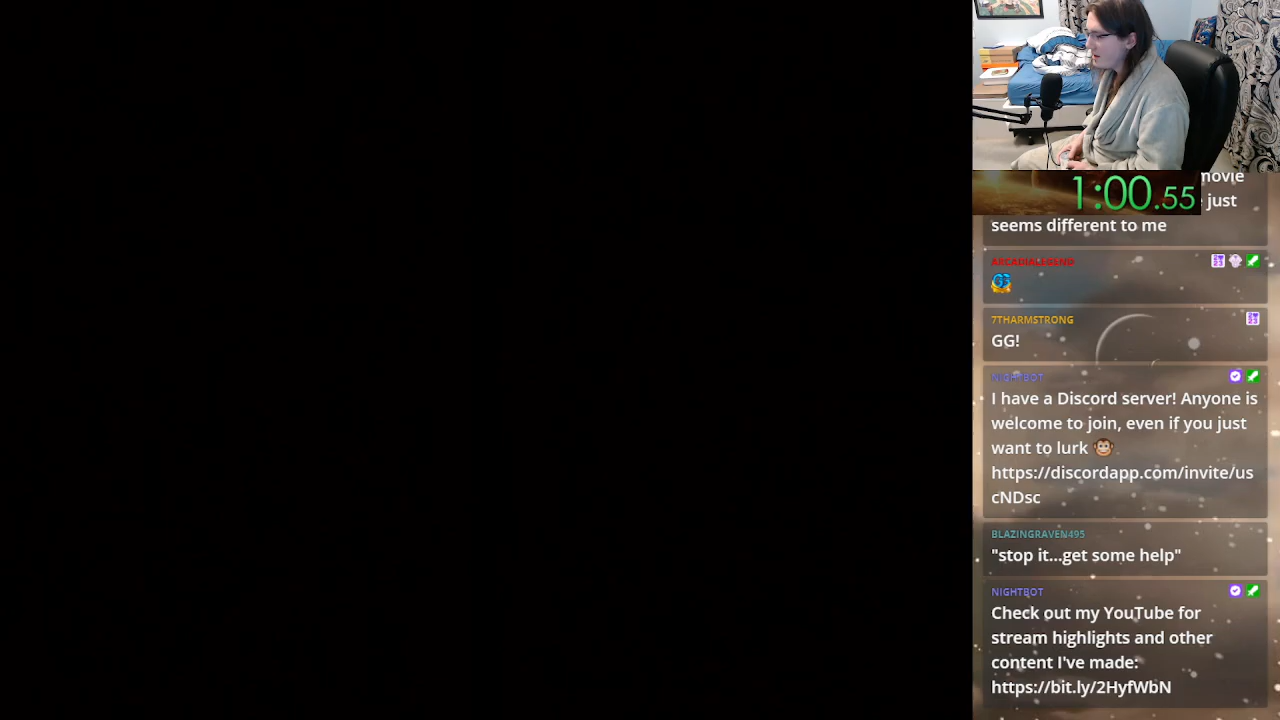 1:00.55
movie
just
seems different to me
ARCADIALEGEND
7THARMSTRONG
GG!
NIGHTBOT
I have a Discord server! Anyone is
welcome to join, even if you just
want to lurk
https://discordapp.com/invite/us
cNDsc
BLAZINGRAVEN495
"stop it...get some help"
NIGHTBOT
Check out my YouTube for
stream highlights and other
content I've made:
https://bit.ly/2HyfWbN